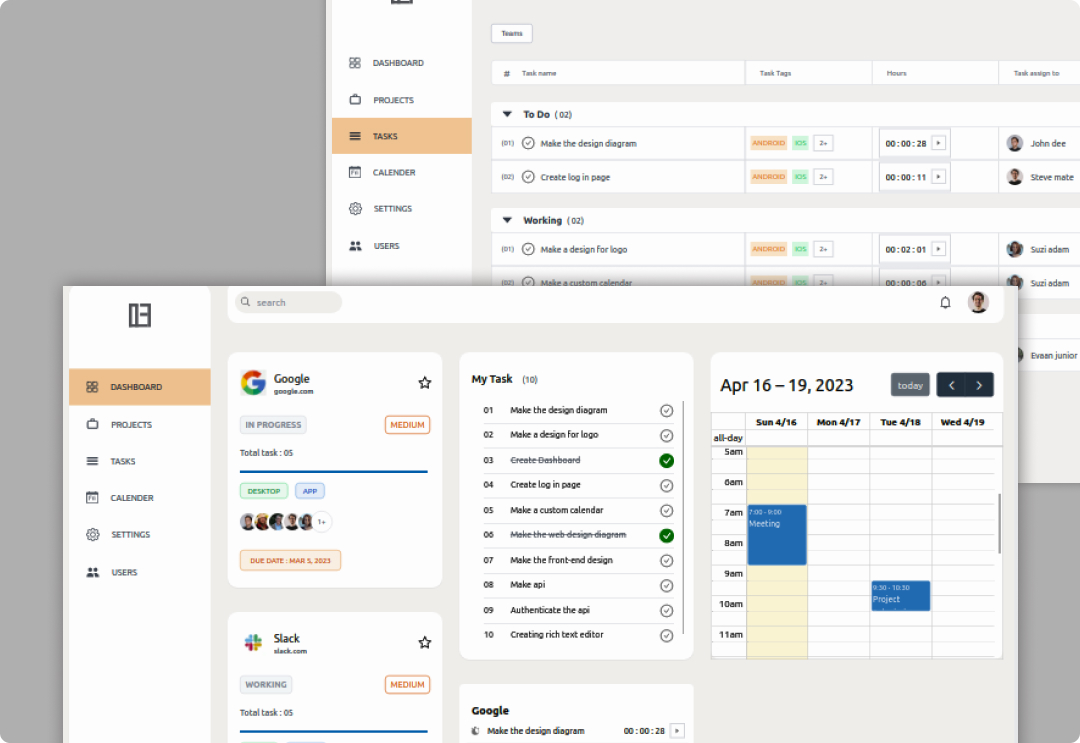 Teams
DASHBOARD
PROJECTS
TASKS
CALENDER
SETTINGS
USERS
# Task name Task Tags Hours Task assign to
To Do (02)
(01) Make the design diagram ANDROID IOS 2+ 00 : 00 : 28 John dee
(02) Create log in page ANDROID IOS 2+ 00 : 00 : 11 Steve mate
Working (02)
(01) Make a design for logo ANDROID IOS 2+ 00 : 02 : 01 Suzi adam
(02) Make a custom calendar ANDROID IOS 2+ 00 : 00 : 06 Suzi adam
Evaan junior
search
DASHBOARD
PROJECTS
TASKS
CALENDER
SETTINGS
USERS
Google
google.com
IN PROGRESS MEDIUM
Total task : 05
DESKTOP APP
1+
DUE DATE : MAR 5, 2023
Slack
slack.com
WORKING MEDIUM
Total task : 05
My Task (10)
01 Make the design diagram
02 Make a design for logo
03 Create Dashboard
04 Create log in page
05 Make a custom calendar
06 Make the web design diagram
07 Make the front-end design
08 Make api
09 Authenticate the api
10 Creating rich text editor
Google
Make the design diagram 00 : 00 : 28
Apr 16 – 19, 2023 today
Sun 4/16 Mon 4/17 Tue 4/18 Wed 4/19
all-day
5am
6am
7am
8am
9am
10am
11am
7:00 - 9:00
Meeting
9:30 - 10:30
Project